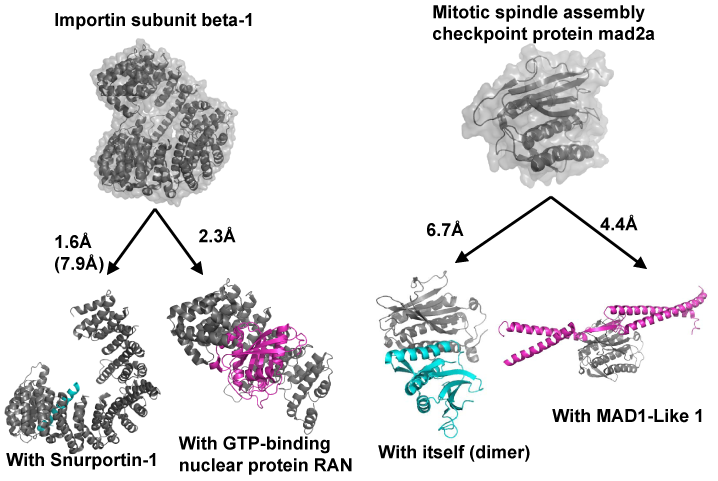 Importin subunit beta-1
Mitotic spindle assembly
checkpoint protein mad2a
1.6Å
(7.9Å)
2.3Å
6.7Å
4.4Å
With Snurportin-1
With GTP-binding
nuclear protein RAN
With itself (dimer)
With MAD1-Like 1